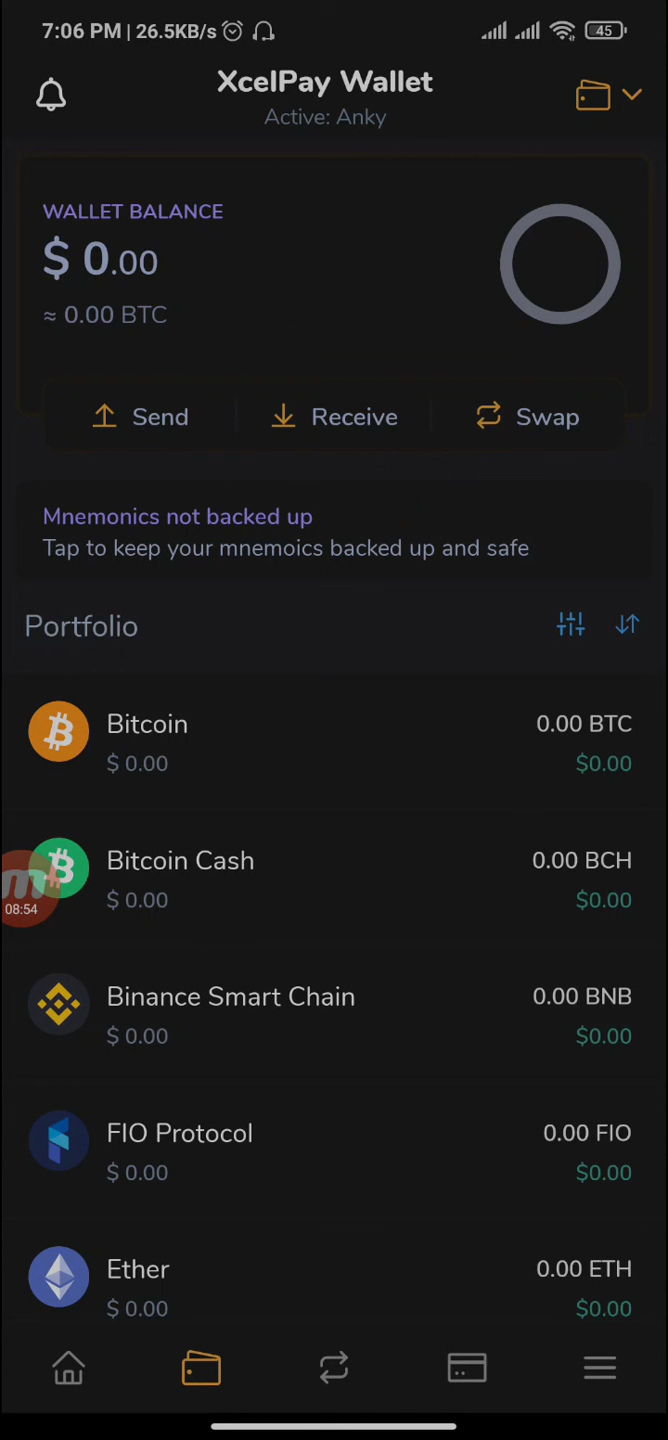 7:06 PM | 26.5KB/s 45
XcelPay Wallet
Active: Anky
WALLET BALANCE
$ 0.00
≈ 0.00 BTC
Send Receive Swap
Mnemonics not backed up
Tap to keep your mnemoics backed up and safe
Portfolio
Bitcoin 0.00 BTC
$ 0.00 $0.00
Bitcoin Cash 0.00 BCH
$ 0.00 $0.00
m
08:54
Binance Smart Chain 0.00 BNB
$ 0.00 $0.00
FIO Protocol 0.00 FIO
$ 0.00 $0.00
Ether 0.00 ETH
$ 0.00 $0.00